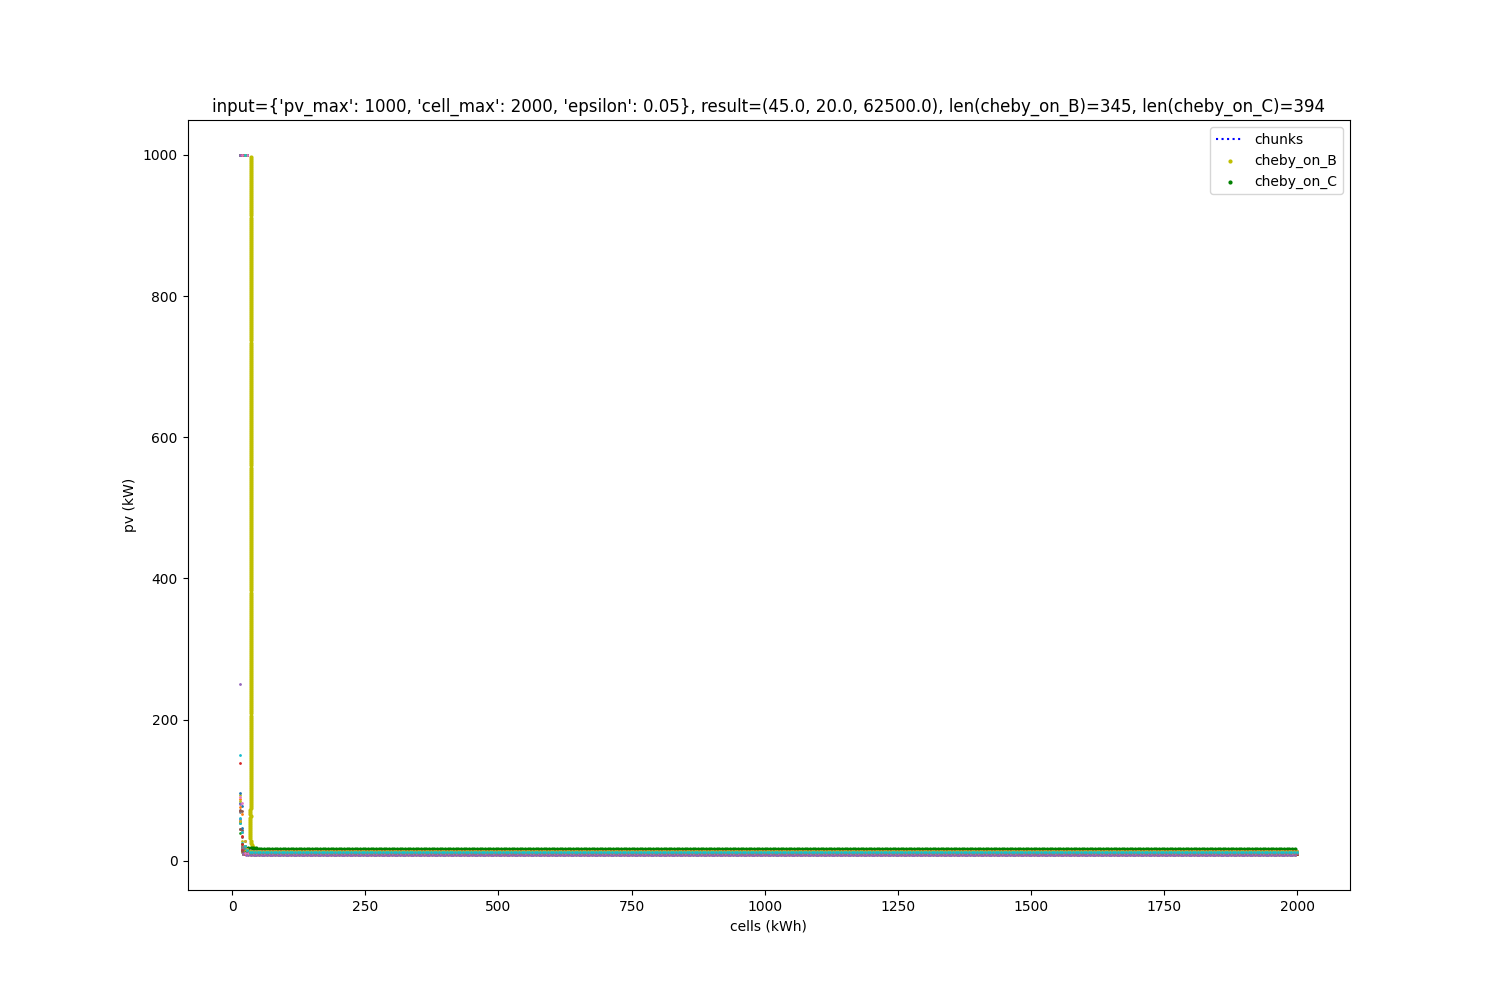 input={'pv_max': 1000, 'cell_max': 2000, 'epsilon': 0.05}, result=(45.0, 20.0, 62500.0), len(cheby_on_B)=345, len(cheby_on_C)=394
chunks
cheby_on_B
cheby_on_C
1000
800
600
400
200
0
pv (kW)
0 250 500 750 1000 1250 1500 1750 2000
cells (kWh)